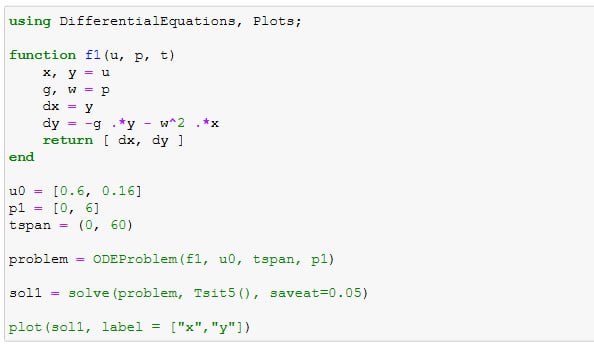 using DifferentialEquations, Plots;
function f1(u, p, t)
    x, y = u
    g, w = p
    dx = y
    dy = -g .*y - w^2 .*x
    return [ dx, dy ]
end
u0 = [0.6, 0.16]
p1 = [0, 6]
tspan = (0, 60)
problem = ODEProblem(f1, u0, tspan, p1)
sol1 = solve(problem, Tsit5(), saveat=0.05)
plot(sol1, label = ["x","y"])